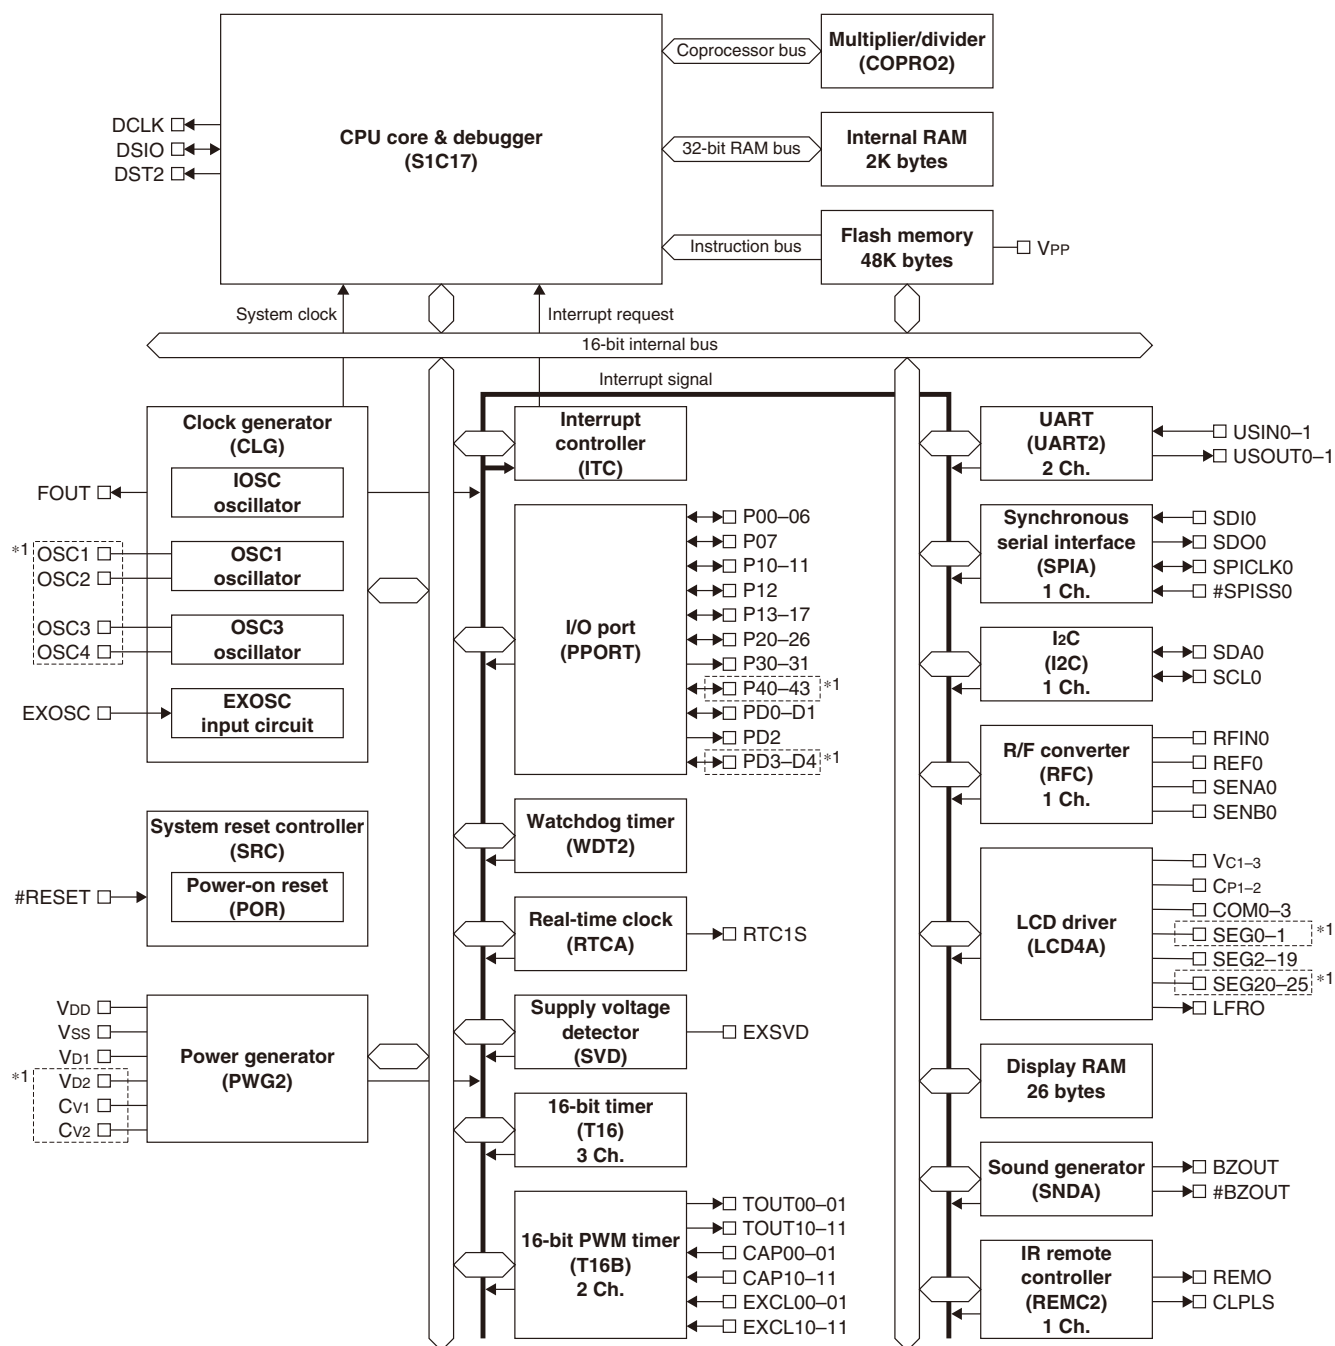 CPU core & debugger
(S1C17)
DCLK
DSIO
DST2
Coprocessor bus
Multiplier/divider
(COPRO2)
32-bit RAM bus
Internal RAM
2K bytes
Instruction bus
Flash memory
48K bytes
VPP
System clock
Interrupt request
16-bit internal bus
Interrupt signal
Clock generator
(CLG)
IOSC
oscillator
FOUT
*1
OSC1
OSC2
OSC1
oscillator
OSC3
OSC4
OSC3
oscillator
EXOSC
EXOSC
input circuit
System reset controller
(SRC)
#RESET
Power-on reset
(POR)
VDD
VSS
VD1
*1
VD2
CV1
CV2
Power generator
(PWG2)
Interrupt
controller
(ITC)
I/O port
(PPORT)
P00–06
P07
P10–11
P12
P13–17
P20–26
P30–31
P40–43 *1
PD0–D1
PD2
PD3–D4 *1
Watchdog timer
(WDT2)
Real-time clock
(RTCA)
RTC1S
Supply voltage
detector
(SVD)
EXSVD
16-bit timer
(T16)
3 Ch.
16-bit PWM timer
(T16B)
2 Ch.
TOUT00–01
TOUT10–11
CAP00–01
CAP10–11
EXCL00–01
EXCL10–11
UART
(UART2)
2 Ch.
USIN0–1
USOUT0–1
Synchronous
serial interface
(SPIA)
1 Ch.
SDI0
SDO0
SPICLK0
#SPISS0
I2C
(I2C)
1 Ch.
SDA0
SCL0
R/F converter
(RFC)
1 Ch.
RFIN0
REF0
SENA0
SENB0
LCD driver
(LCD4A)
VC1–3
CP1–2
COM0–3
SEG0–1 *1
SEG2–19
SEG20–25 *1
LFRO
Display RAM
26 bytes
Sound generator
(SNDA)
BZOUT
#BZOUT
IR remote
controller
(REMC2)
1 Ch.
REMO
CLPLS